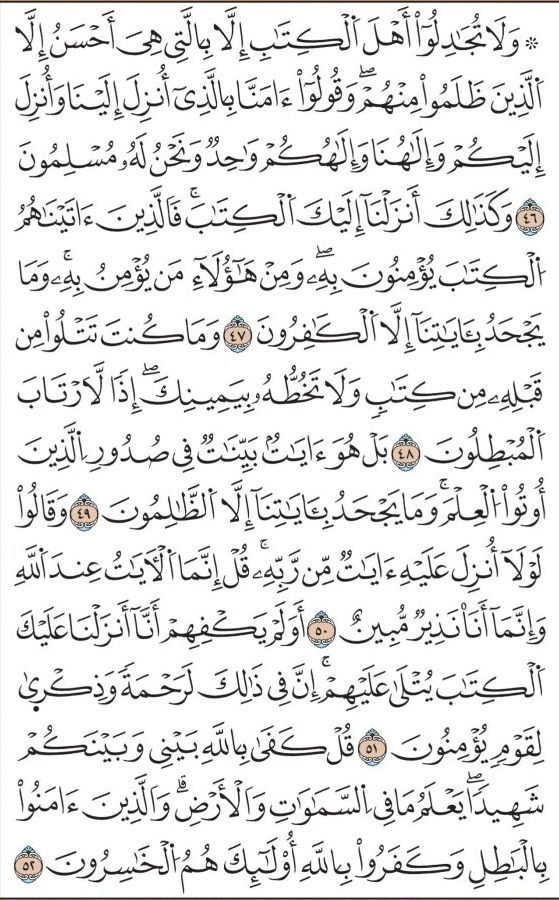 ۞ وَلَا تُجَٰدِلُوٓا۟ أَهْلَ ٱلْكِتَٰبِ إِلَّا بِٱلَّتِى هِىَ أَحْسَنُ إِلَّا
ٱلَّذِينَ ظَلَمُوا۟ مِنْهُمْ ۖ وَقُولُوٓا۟ ءَامَنَّا بِٱلَّذِىٓ أُنزِلَ إِلَيْنَا وَأُنزِلَ
إِلَيْكُمْ وَإِلَٰهُنَا وَإِلَٰهُكُمْ وَٰحِدٌ وَنَحْنُ لَهُۥ مُسْلِمُونَ
٤٦ وَكَذَٰلِكَ أَنزَلْنَآ إِلَيْكَ ٱلْكِتَٰبَ ۚ فَٱلَّذِينَ ءَاتَيْنَٰهُمُ
ٱلْكِتَٰبَ يُؤْمِنُونَ بِهِۦ ۖ وَمِنْ هَٰٓؤُلَآءِ مَن يُؤْمِنُ بِهِۦ ۚ وَمَا
يَجْحَدُ بِـَٔايَٰتِنَآ إِلَّا ٱلْكَٰفِرُونَ ٤٧ وَمَا كُنتَ تَتْلُوا۟ مِن
قَبْلِهِۦ مِن كِتَٰبٍ وَلَا تَخُطُّهُۥ بِيَمِينِكَ ۖ إِذًا لَّٱرْتَابَ
ٱلْمُبْطِلُونَ ٤٨ بَلْ هُوَ ءَايَٰتٌۢ بَيِّنَٰتٌ فِى صُدُورِ ٱلَّذِينَ
أُوتُوا۟ ٱلْعِلْمَ ۚ وَمَا يَجْحَدُ بِـَٔايَٰتِنَآ إِلَّا ٱلظَّٰلِمُونَ ٤٩ وَقَالُوا۟
لَوْلَآ أُنزِلَ عَلَيْهِ ءَايَٰتٌ مِّن رَّبِّهِۦ ۚ قُلْ إِنَّمَا ٱلْـَٔايَٰتُ عِندَ ٱللَّهِ
وَإِنَّمَآ أَنَا۠ نَذِيرٌ مُّبِينٌ ٥٠ أَوَلَمْ يَكْفِهِمْ أَنَّآ أَنزَلْنَا عَلَيْكَ
ٱلْكِتَٰبَ يُتْلَىٰ عَلَيْهِمْ ۚ إِنَّ فِى ذَٰلِكَ لَرَحْمَةً وَذِكْرَىٰ
لِقَوْمٍ يُؤْمِنُونَ ٥١ قُلْ كَفَىٰ بِٱللَّهِ بَيْنِى وَبَيْنَكُمْ
شَهِيدًا ۖ يَعْلَمُ مَا فِى ٱلسَّمَٰوَٰتِ وَٱلْأَرْضِ ۗ وَٱلَّذِينَ ءَامَنُوا۟
بِٱلْبَٰطِلِ وَكَفَرُوا۟ بِٱللَّهِ أُو۟لَٰٓئِكَ هُمُ ٱلْخَٰسِرُونَ ٥٢